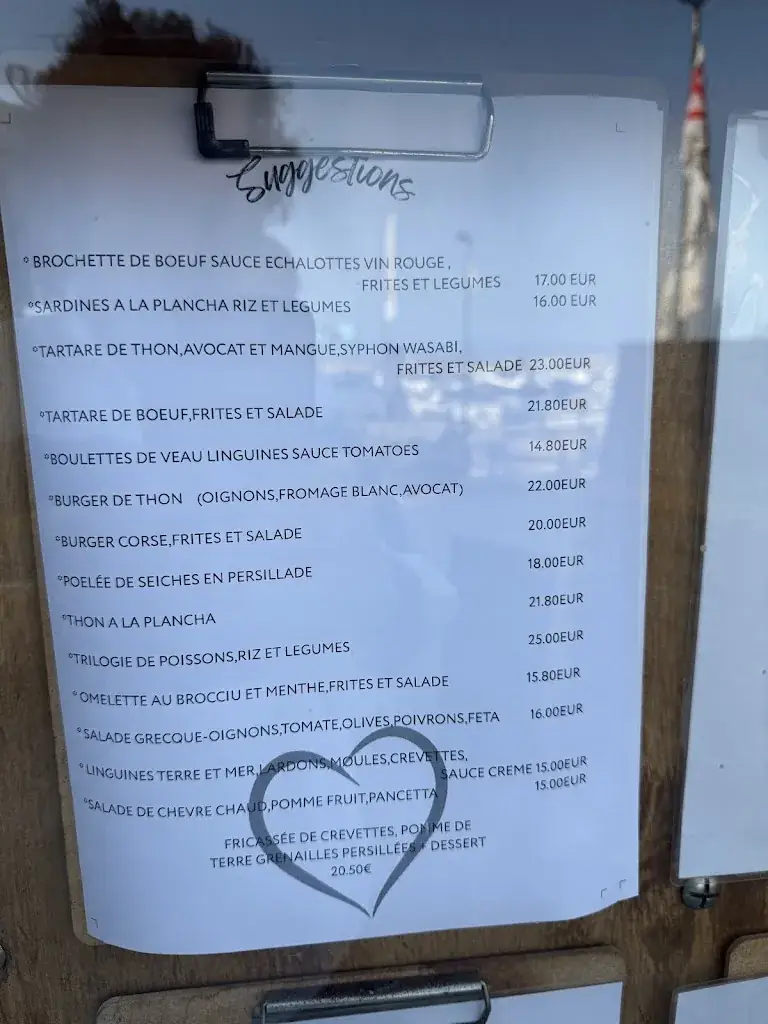 Suggestions
°BROCHETTE DE BOEUF SAUCE ECHALOTTES VIN ROUGE,
FRITES ET LEGUMES 17.00 EUR
°SARDINES A LA PLANCHA RIZ ET LEGUMES 16.00 EUR
°TARTARE DE THON,AVOCAT ET MANGUE,SYPHON WASABI,
FRITES ET SALADE 23.00EUR
°TARTARE DE BOEUF,FRITES ET SALADE 21.80EUR
°BOULETTES DE VEAU LINGUINES SAUCE TOMATOES 14.80EUR
°BURGER DE THON (OIGNONS,FROMAGE BLANC,AVOCAT) 22.00EUR
°BURGER CORSE,FRITES ET SALADE 20.00EUR
°POELÉE DE SEICHES EN PERSILLADE 18.00EUR
°THON A LA PLANCHA 21.80EUR
°TRILOGIE DE POISSONS,RIZ ET LEGUMES 25.00EUR
°OMELETTE AU BROCCIU ET MENTHE,FRITES ET SALADE 15.80EUR
°SALADE GRECQUE-OIGNONS,TOMATE,OLIVES,POIVRONS,FETA 16.00EUR
°LINGUINES TERRE ET MER,LARDONS,MOULES,CREVETTES,
SAUCE CREME 15.00EUR
°SALADE DE CHEVRE CHAUD,POMME FRUIT,PANCETTA 15.00EUR
FRICASSÉE DE CREVETTES, POMME DE
TERRE GRENAILLES PERSILLÉES + DESSERT
20.50€